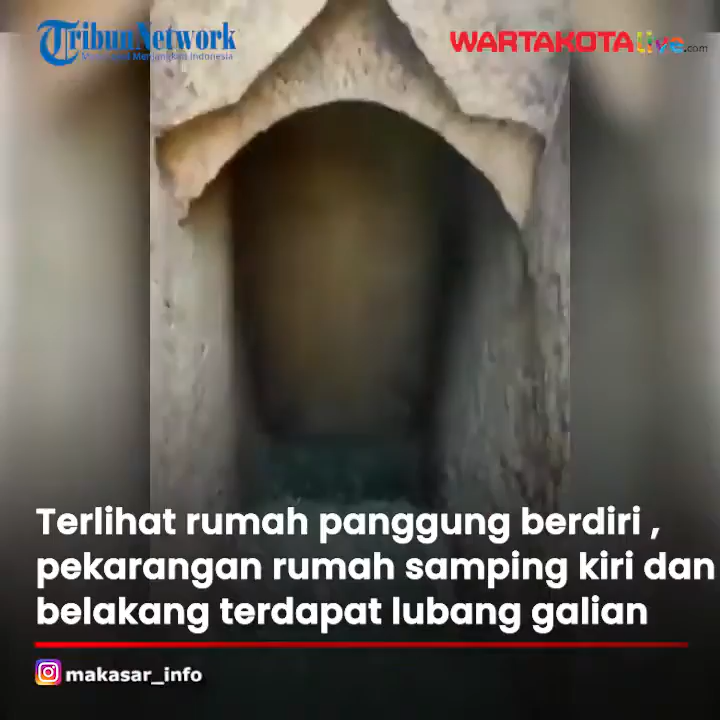 TribunNetwork
WARTAKOTAlive.com
Terlihat rumah panggung berdiri ,
pekarangan rumah samping kiri dan
belakang terdapat lubang galian
makasar_info